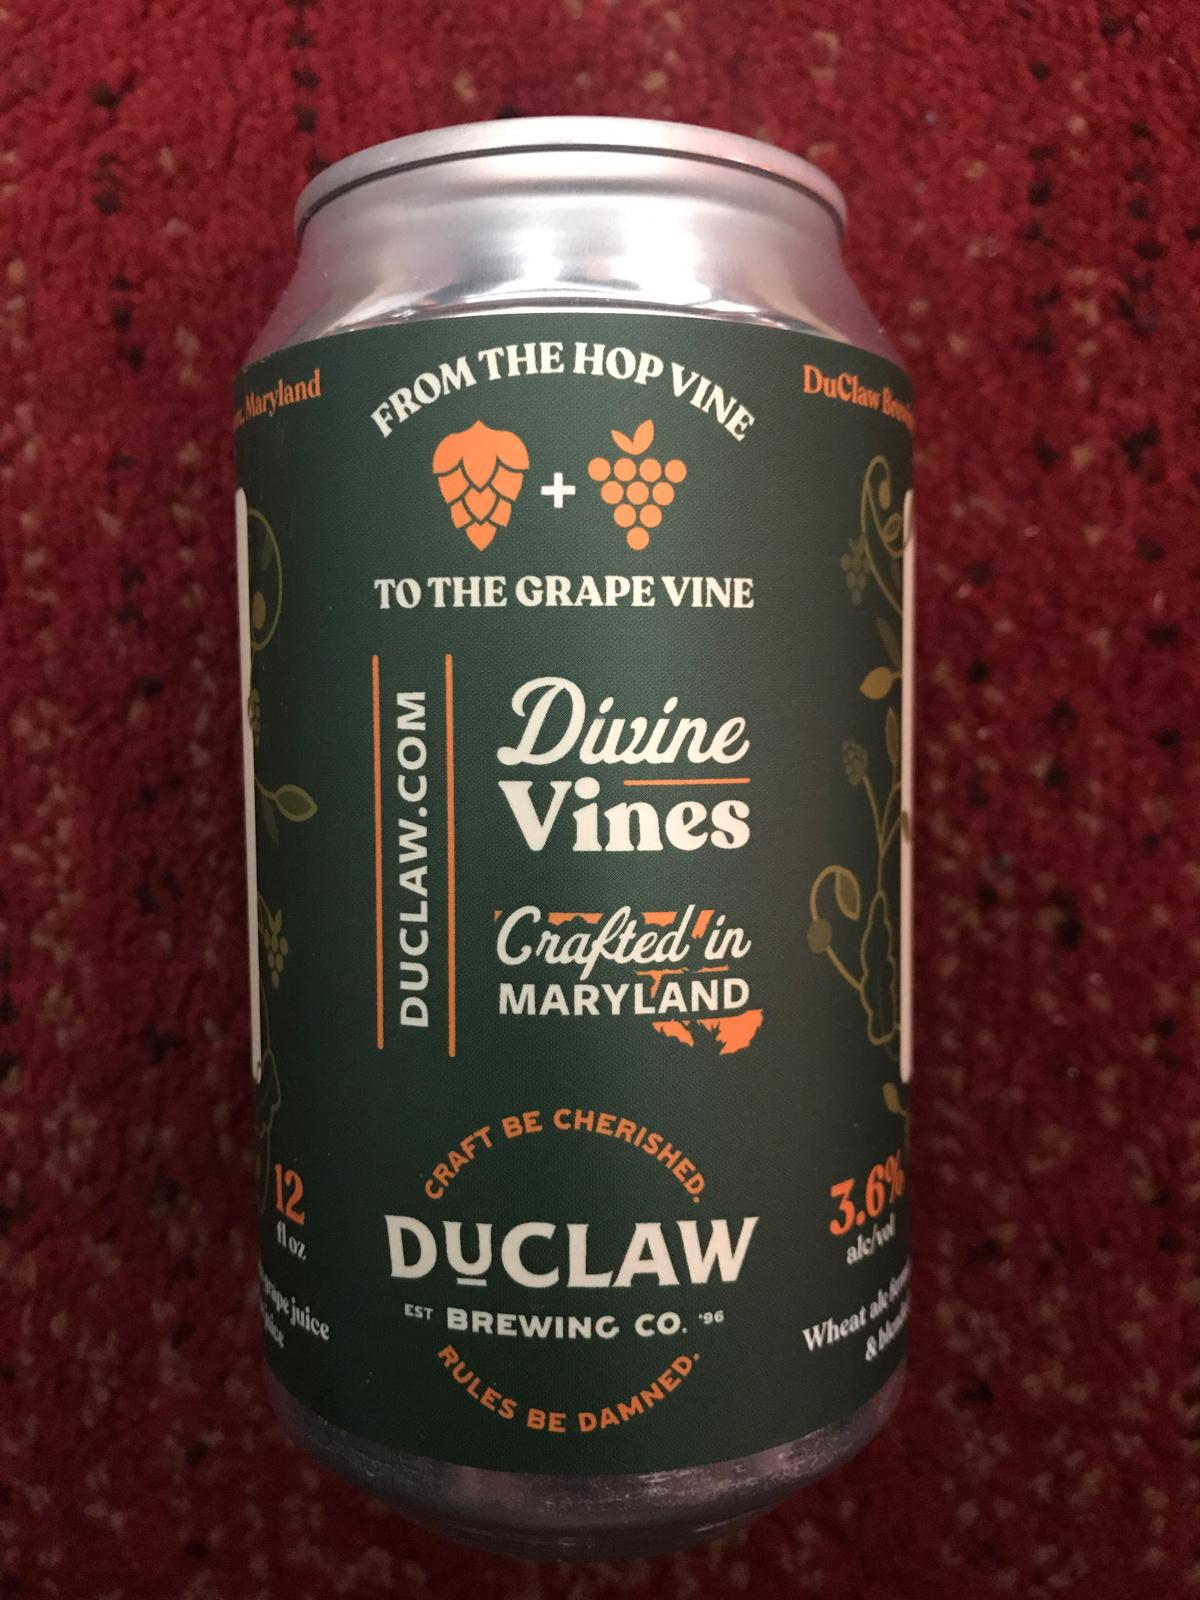 Maryland
DuClaw
FROM THE HOP VINE
+
TO THE GRAPE VINE
DUCLAW.COM
Divine
Vines
Crafted in
MARYLAND
CRAFT BE CHERISHED.
DUCLAW
EST BREWING CO. '96
RULES BE DAMNED.
12
fl oz
grape juice
juice
3.6%
alc/vol
Wheat ale
&